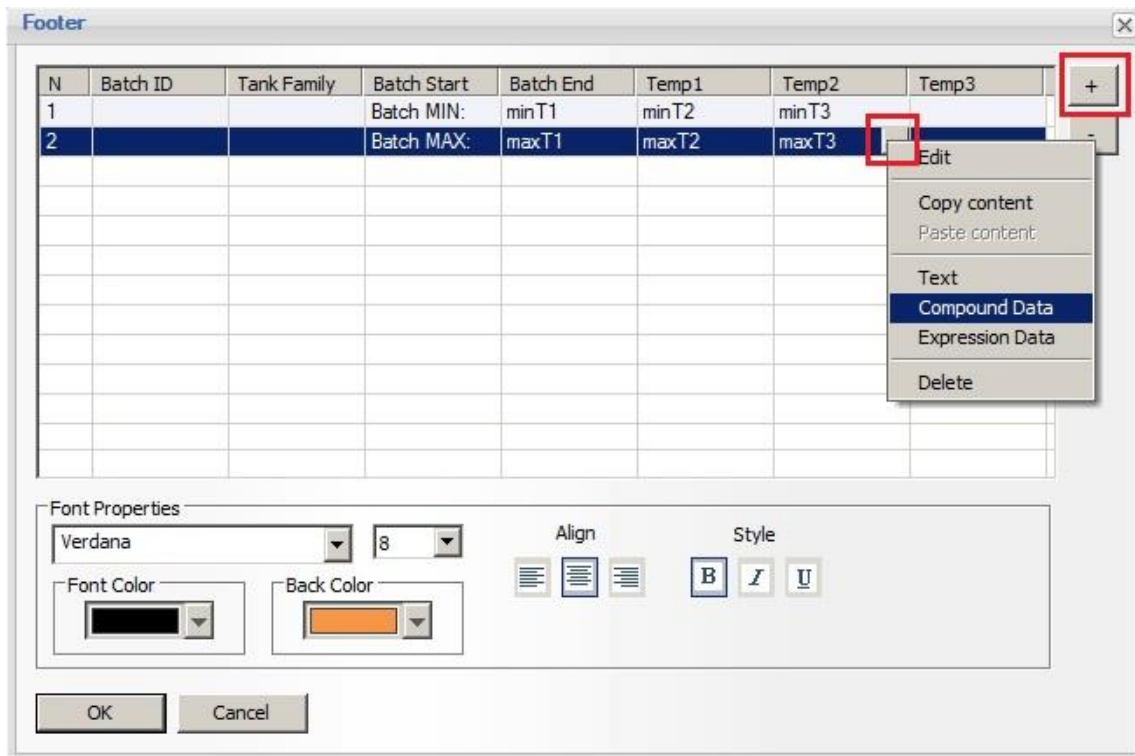 Footer
N Batch ID Tank Family Batch Start Batch End Temp1 Temp2 Temp3 +
1 Batch MIN: minT1 minT2 minT3
2 Batch MAX: maxT1 maxT2 maxT3 -
Edit
Copy content
Paste content
Text
Compound Data
Expression Data
Delete
Font Properties
Verdana 8 Align Style
B I U
Font Color Back Color
OK Cancel